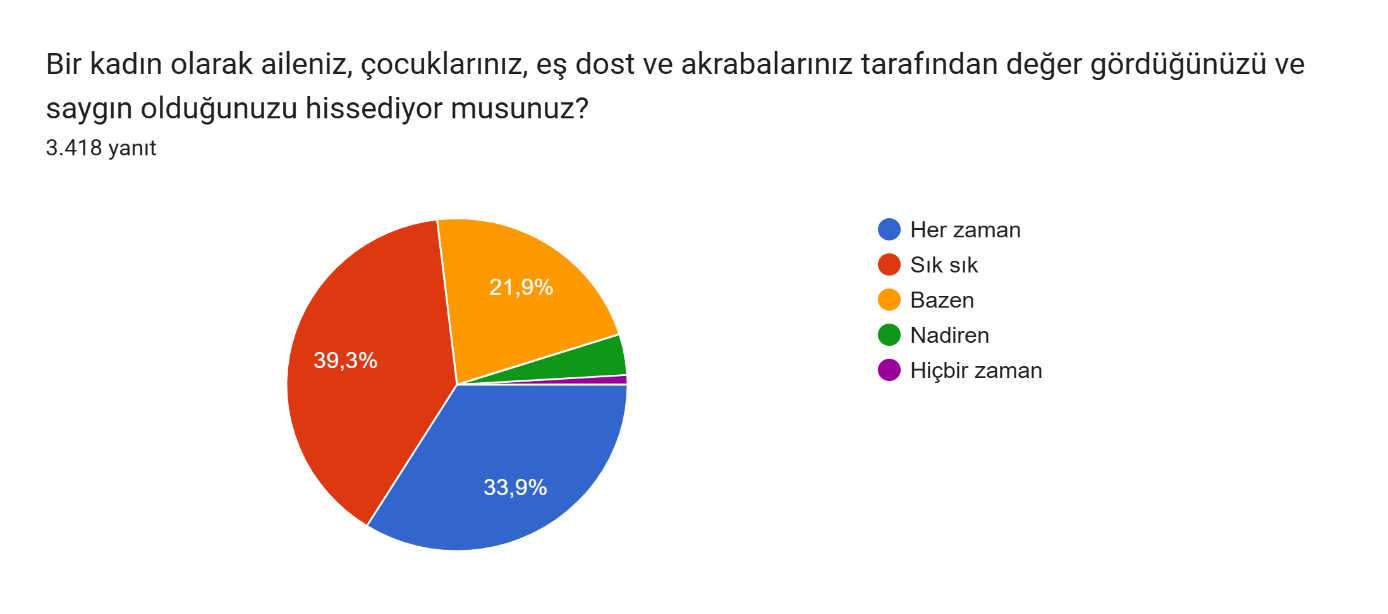 Bir kadın olarak aileniz, çocuklarınız, eş dost ve akrabalarınız tarafından değer gördüğünüzü ve
saygın olduğunuzu hissediyor musunuz?
3.418 yanıt
Her zaman
Sık sık
Bazen
Nadiren
Hiçbir zaman
21,9%
39,3%
33,9%